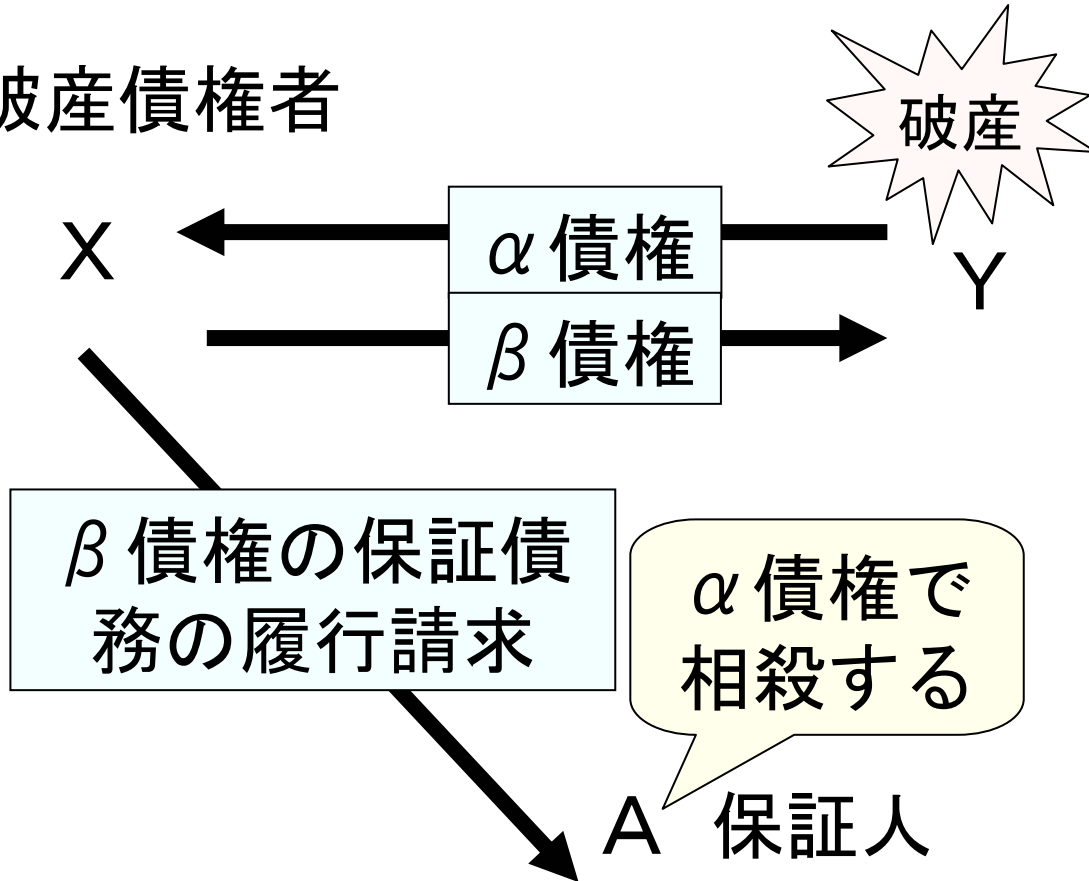 破産債権者
破産
X
α債権
Y
β債権
β債権の保証債
務の履行請求
α債権で
相殺する
A 保証人